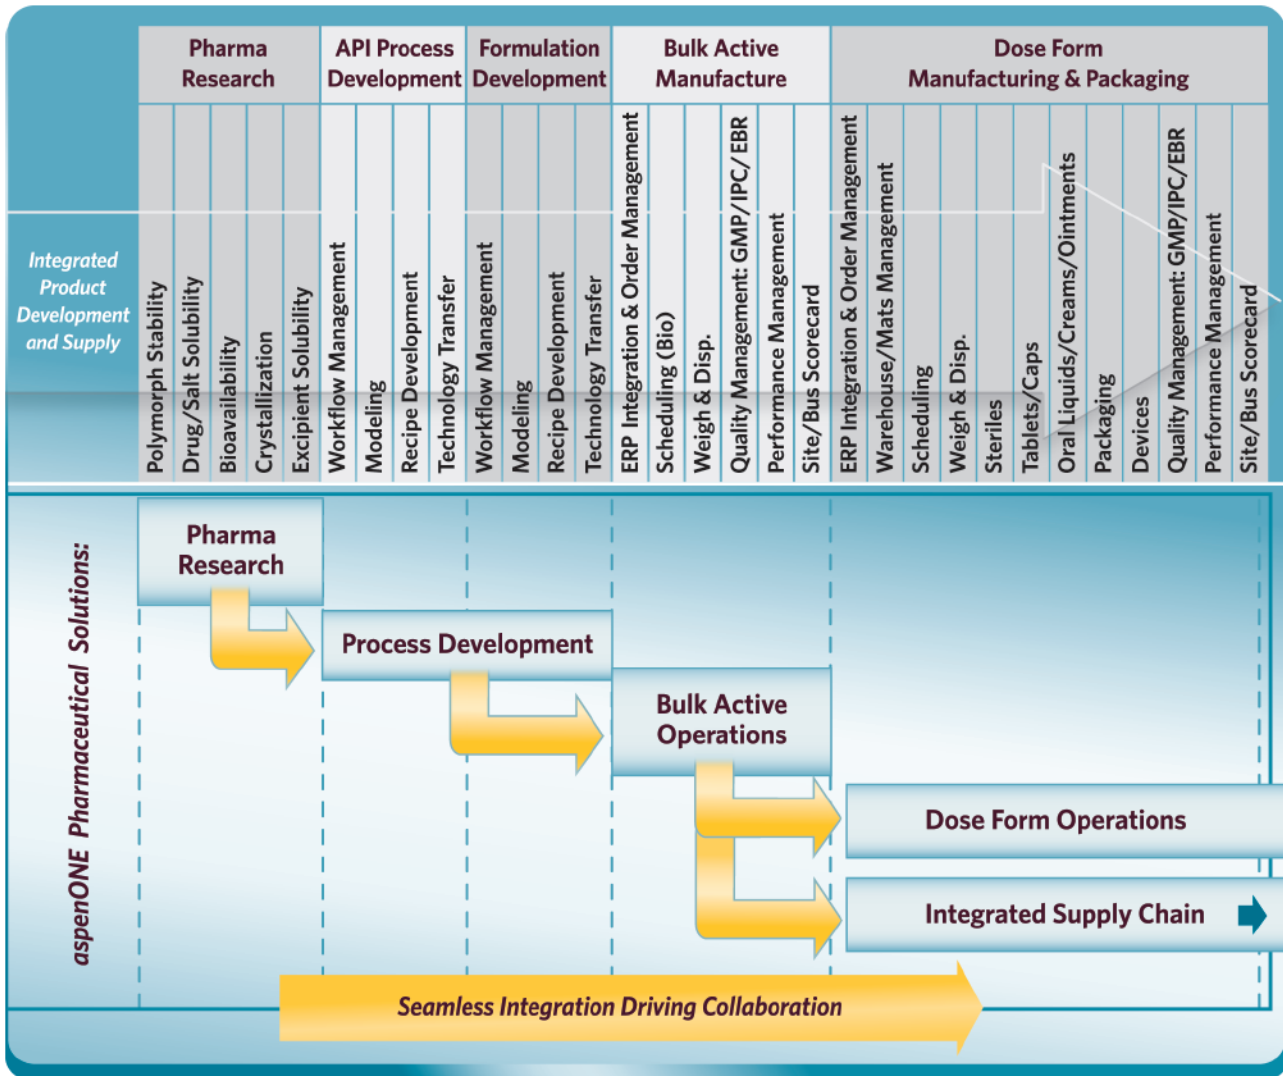 Pharma
Research
API Process
Development
Formulation
Development
Bulk Active
Manufacture
Dose Form
Manufacturing & Packaging
Integrated
Product
Development
and Supply
Polymorph Stability
Drug/Salt Solubility
Bioavailability
Crystallization
Excipient Solubility
Workflow Management
Modeling
Recipe Development
Technology Transfer
Workflow Management
Modeling
Recipe Development
Technology Transfer
ERP Integration & Order Management
Scheduling (Bio)
Weigh & Disp.
Quality Management: GMP/IPC/EBR
Performance Management
Site/Bus Scorecard
ERP Integration & Order Management
Warehouse/Mats Management
Scheduling
Weigh & Disp.
Steriles
Tablets/Caps
Oral Liquids/Creams/Ointments
Packaging
Devices
Quality Management: GMP/IPC/EBR
Performance Management
Site/Bus Scorecard
aspenONE Pharmaceutical Solutions:
Pharma
Research
Process Development
Bulk Active
Operations
Dose Form Operations
Integrated Supply Chain
Seamless Integration Driving Collaboration